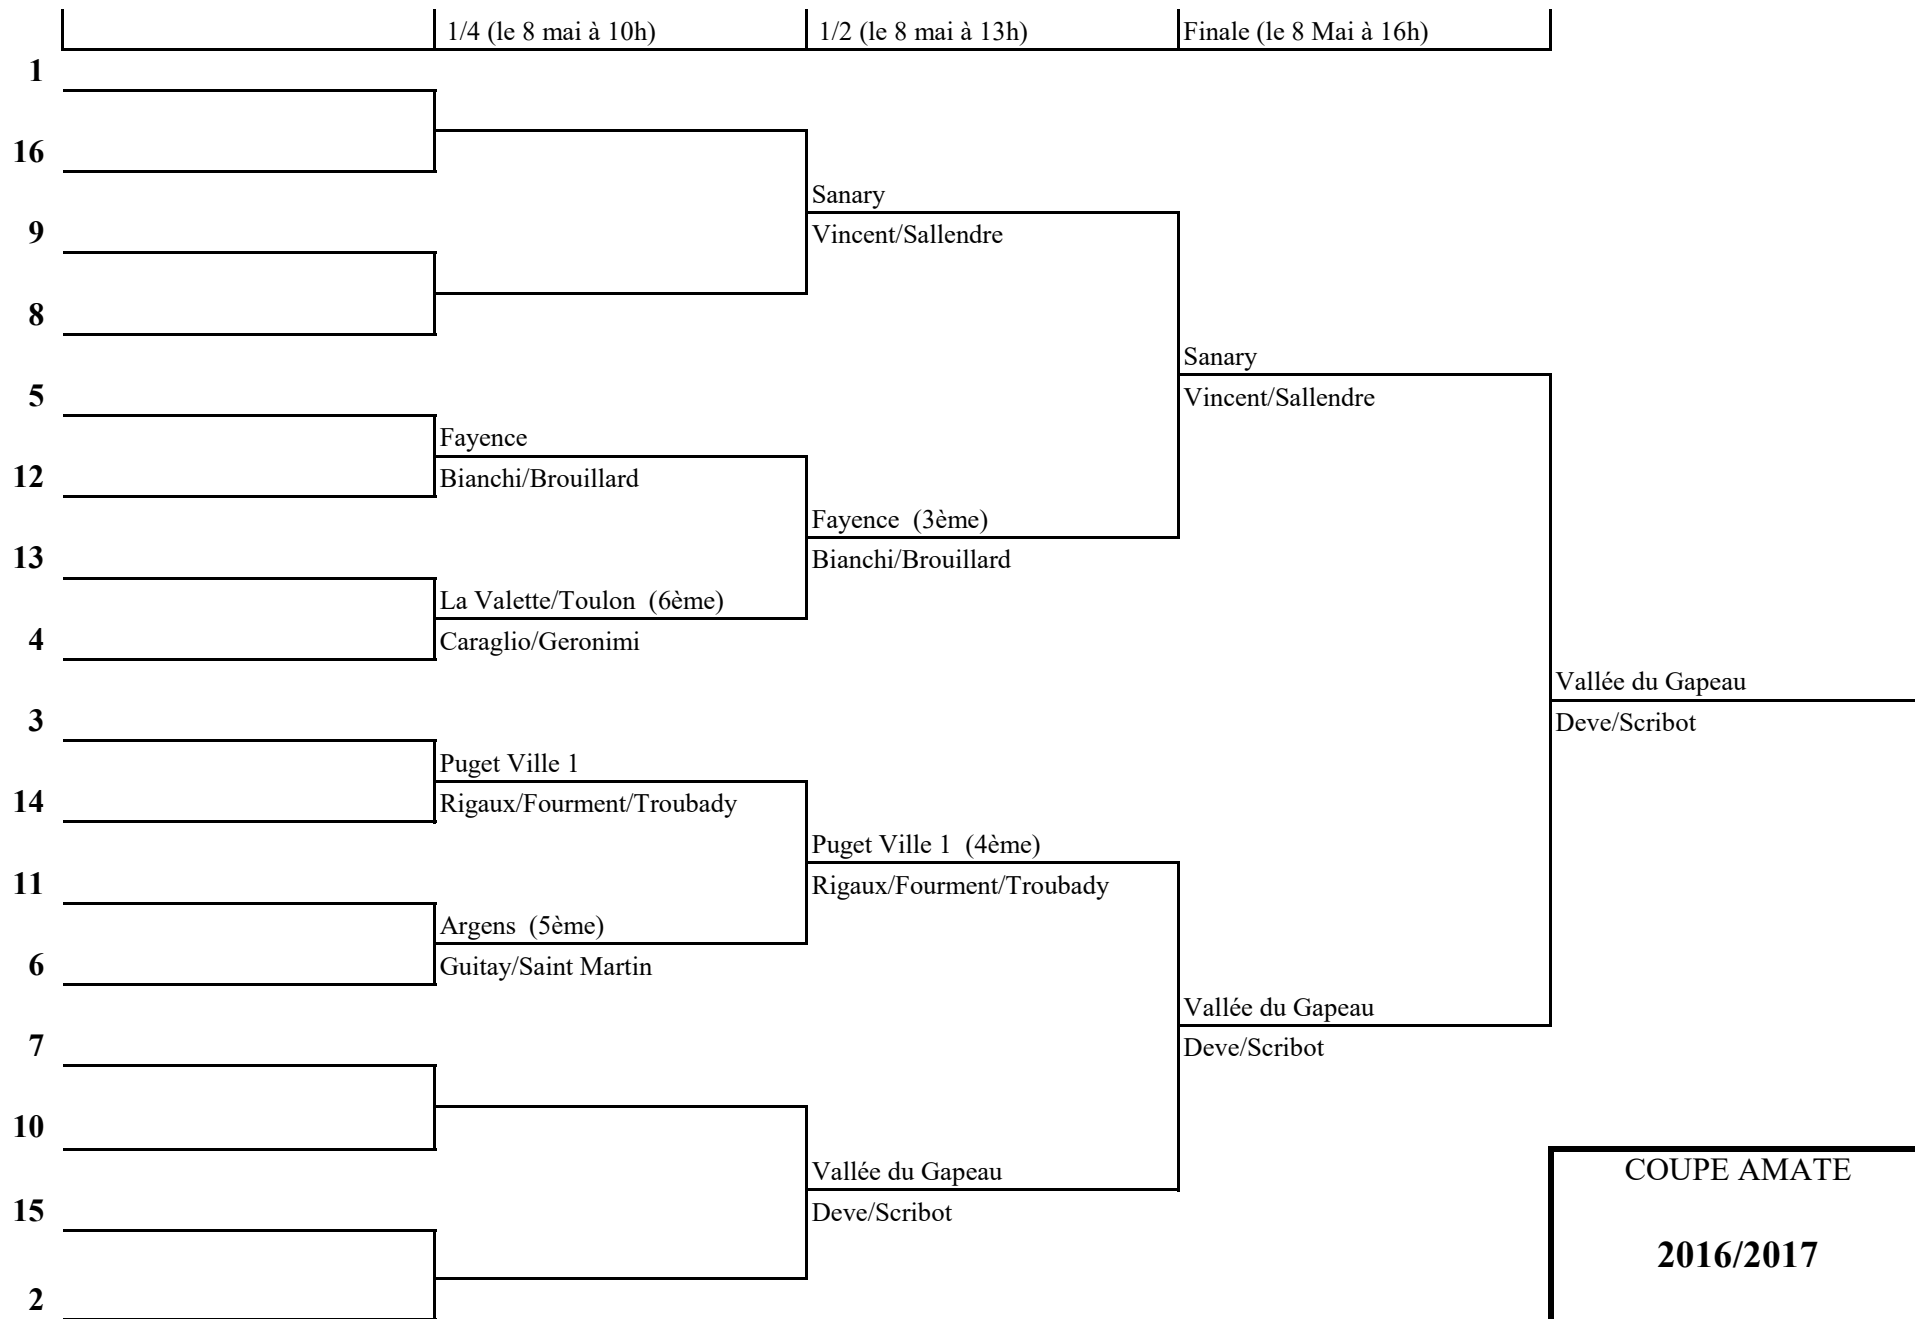 1/4 (le 8 mai à 10h)
1/2 (le 8 mai à 13h)
Finale (le 8 Mai à 16h)
1
16
Sanary
9
Vincent/Sallendre
8
Sanary
5
Vincent/Sallendre
Fayence
12
Bianchi/Brouillard
Fayence (3ème)
13
Bianchi/Brouillard
La Valette/Toulon (6ème)
4
Caraglio/Geronimi
Vallée du Gapeau
3
Deve/Scribot
Puget Ville 1
14
Rigaux/Fourment/Troubady
Puget Ville 1 (4ème)
11
Rigaux/Fourment/Troubady
Argens (5ème)
6
Guitay/Saint Martin
Vallée du Gapeau
7
Deve/Scribot
10
Vallée du Gapeau
COUPE AMATE
15
Deve/Scribot
2016/2017
2